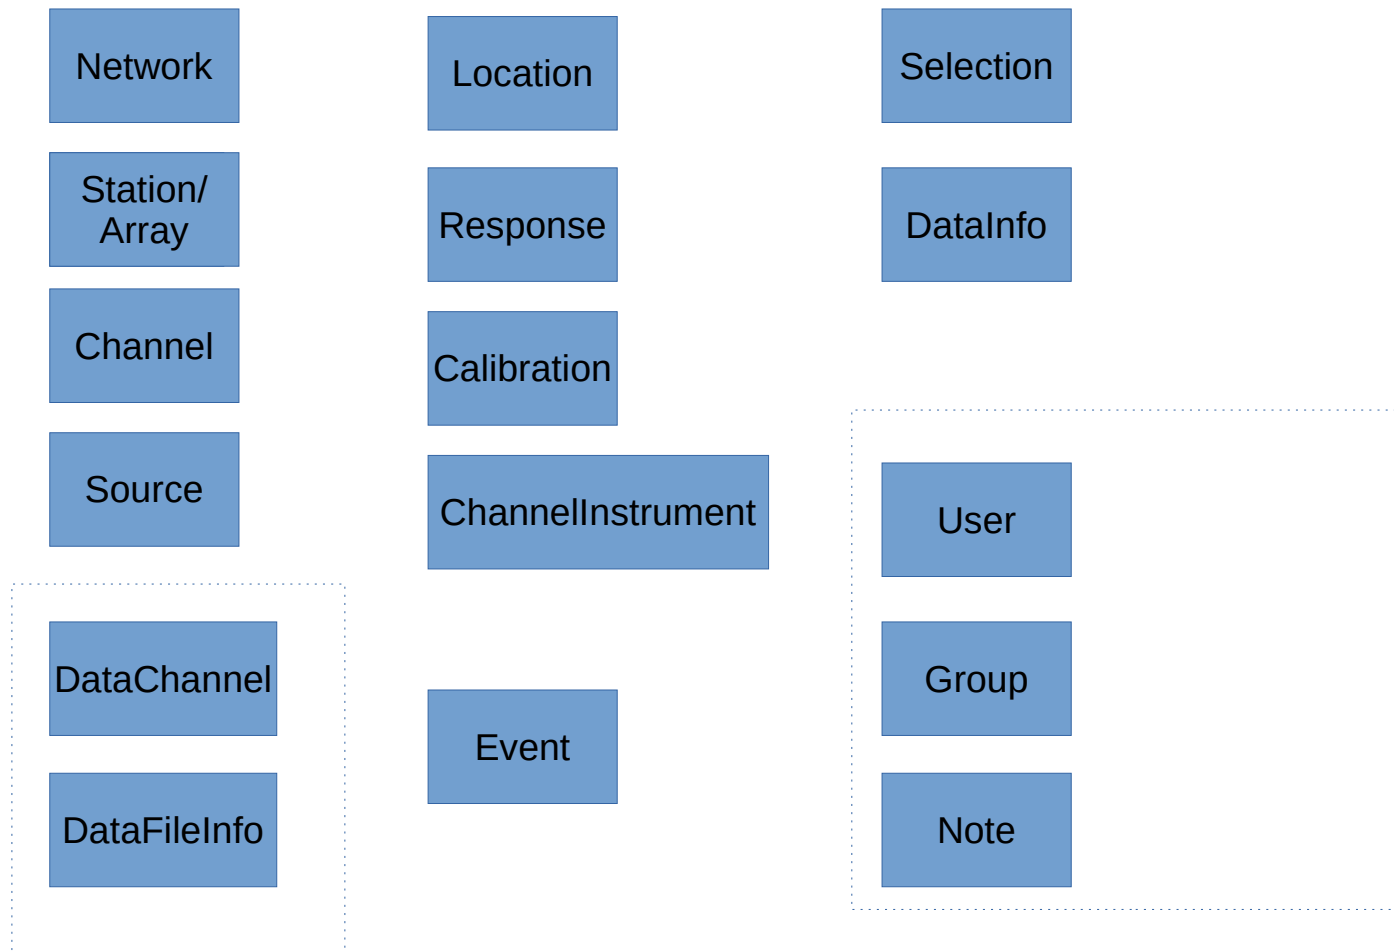 Network
Station/
Array
Channel
Source
DataChannel
DataFileInfo
Location
Response
Calibration
ChannelInstrument
Event
Selection
DataInfo
User
Group
Note